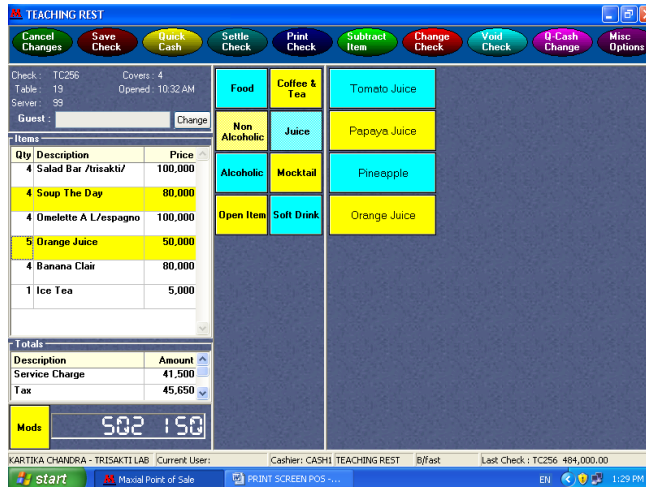 TEACHING REST
Cancel Changes
Save Check
Quick Cash
Settle Check
Print Check
Subtract Item
Change Check
Void Check
Q-Cash Change
Misc Options
Check : TC256 Covers : 4
Table : 19 Opened : 10:32 AM
Server : 99
Guest :
Change
Items
Qty Description Price
4 Salad Bar /trisakti/ 100,000
4 Soup The Day 80,000
4 Omelette A L/espagno 100,000
5 Orange Juice 50,000
4 Banana Clair 80,000
1 Ice Tea 5,000
Totals
Description Amount
Service Charge 41,500
Tax 45,650
Mods
502 150
Food
Coffee & Tea
Non Alcoholic
Juice
Alcoholic
Mocktail
Open Item
Soft Drink
Tomato Juice
Papaya Juice
Pineapple
Orange Juice
KARTIKA CHANDRA - TRISAKTI LAB Current User: Cashier: CASH1 TEACHING REST B/fast Last Check : TC256 484,000.00
start Maxial Point of Sale PRINT SCREEN POS -... EN 1:29 PM